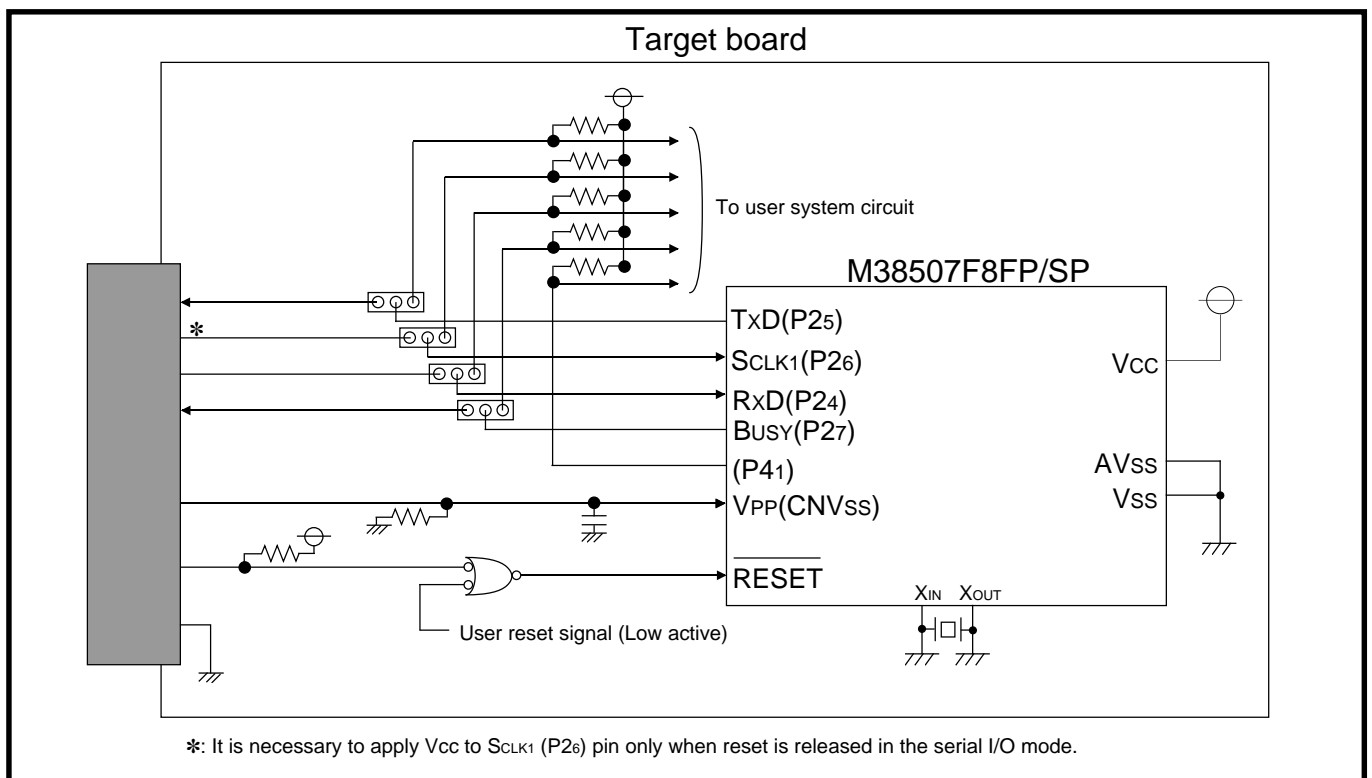 Target board
To user system circuit
M38507F8FP/SP
TxD(P25)
✻
SCLK1(P26)
VCC
RxD(P24)
BUSY(P27)
(P41)
AVSS
VPP(CNVSS)
VSS
RESET
XIN XOUT
User reset signal (Low active)
✻: It is necessary to apply Vcc to SCLK1 (P26) pin only when reset is released in the serial I/O mode.